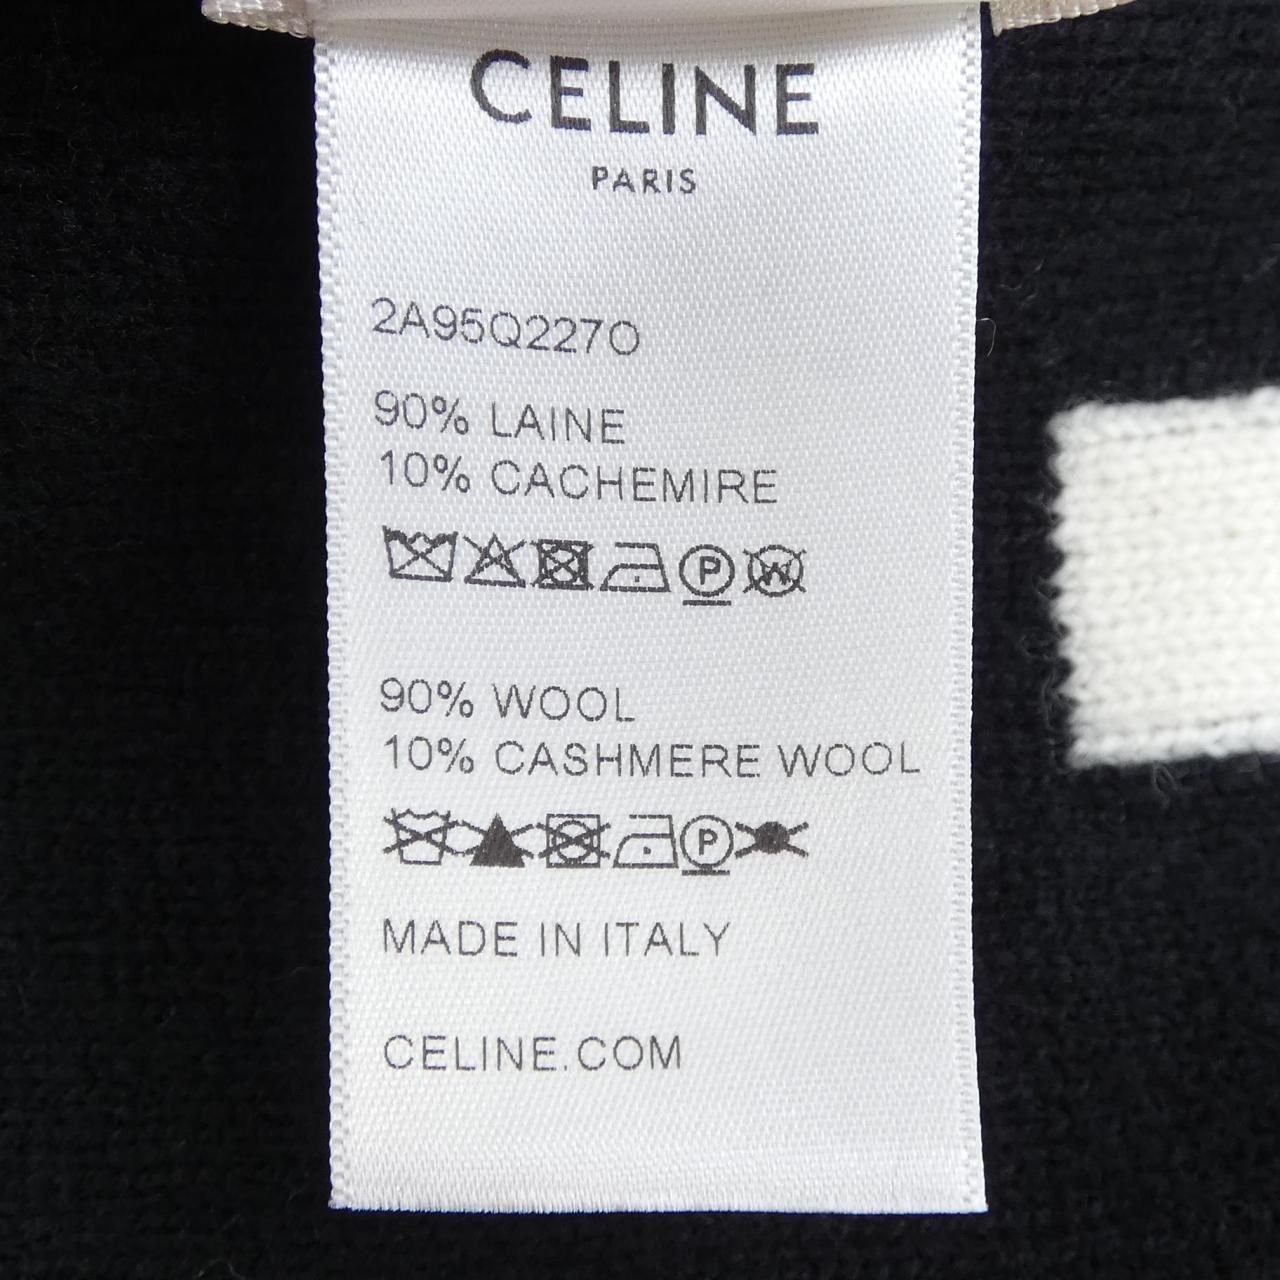 CELINE
PARIS
2A95Q227O
90% LAINE
10% CACHEMIRE
P W
90% WOOL
10% CASHMERE WOOL
P
MADE IN ITALY
CELINE.COM